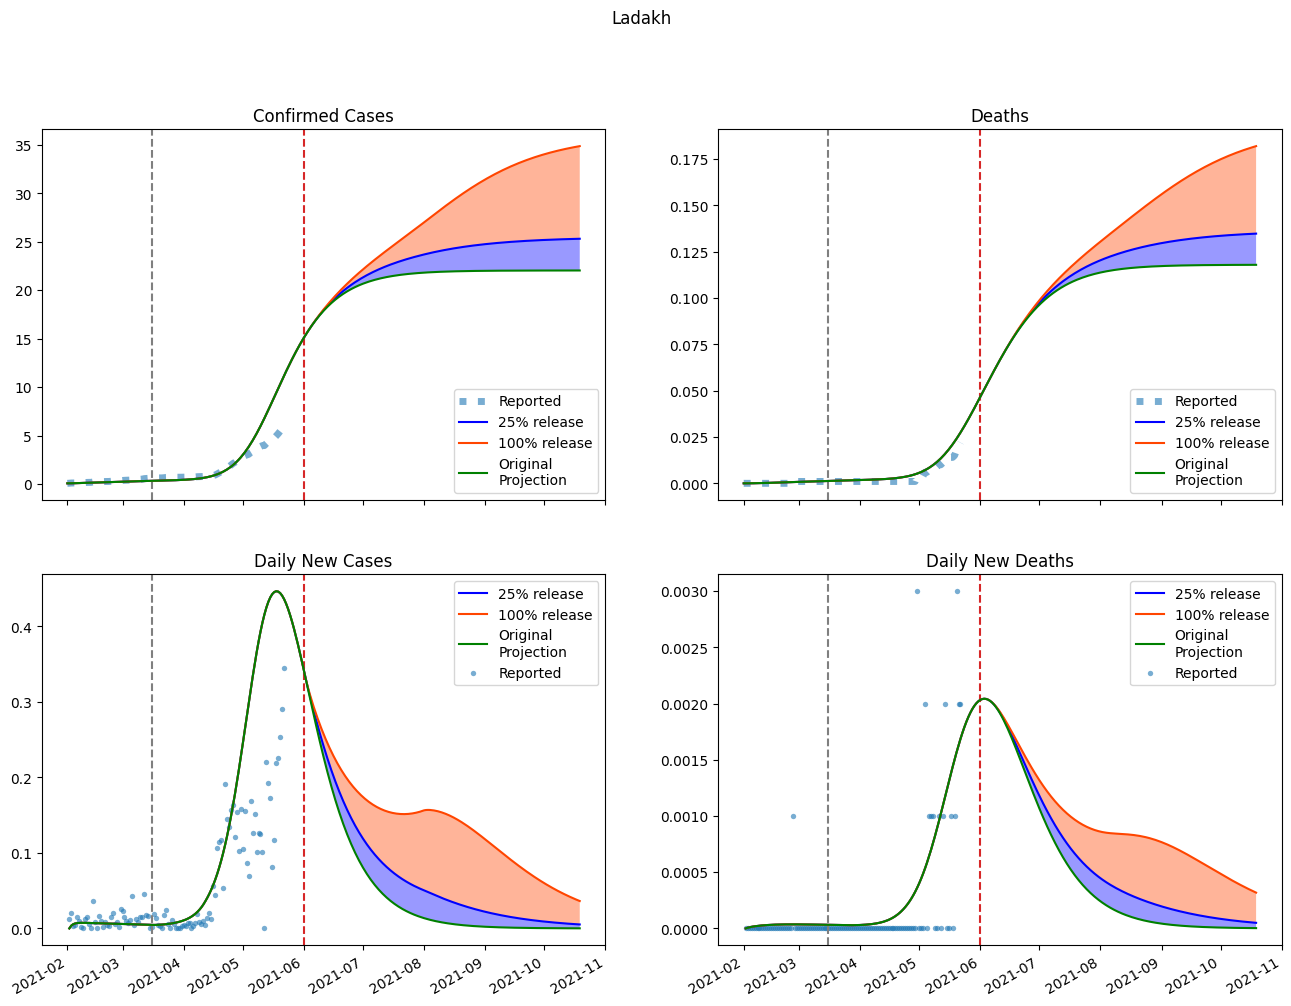 Ladakh
Confirmed Cases
35
30
25
20
15
10
5
0
Reported
25% release
100% release
Original
Projection
Deaths
0.175
0.150
0.125
0.100
0.075
0.050
0.025
0.000
Reported
25% release
100% release
Original
Projection
Daily New Cases
0.4
0.3
0.2
0.1
0.0
25% release
100% release
Original
Projection
Reported
2021-02
2021-03
2021-04
2021-05
2021-06
2021-07
2021-08
2021-09
2021-10
2021-11
Daily New Deaths
0.0030
0.0025
0.0020
0.0015
0.0010
0.0005
0.0000
25% release
100% release
Original
Projection
Reported
2021-02
2021-03
2021-04
2021-05
2021-06
2021-07
2021-08
2021-09
2021-10
2021-11